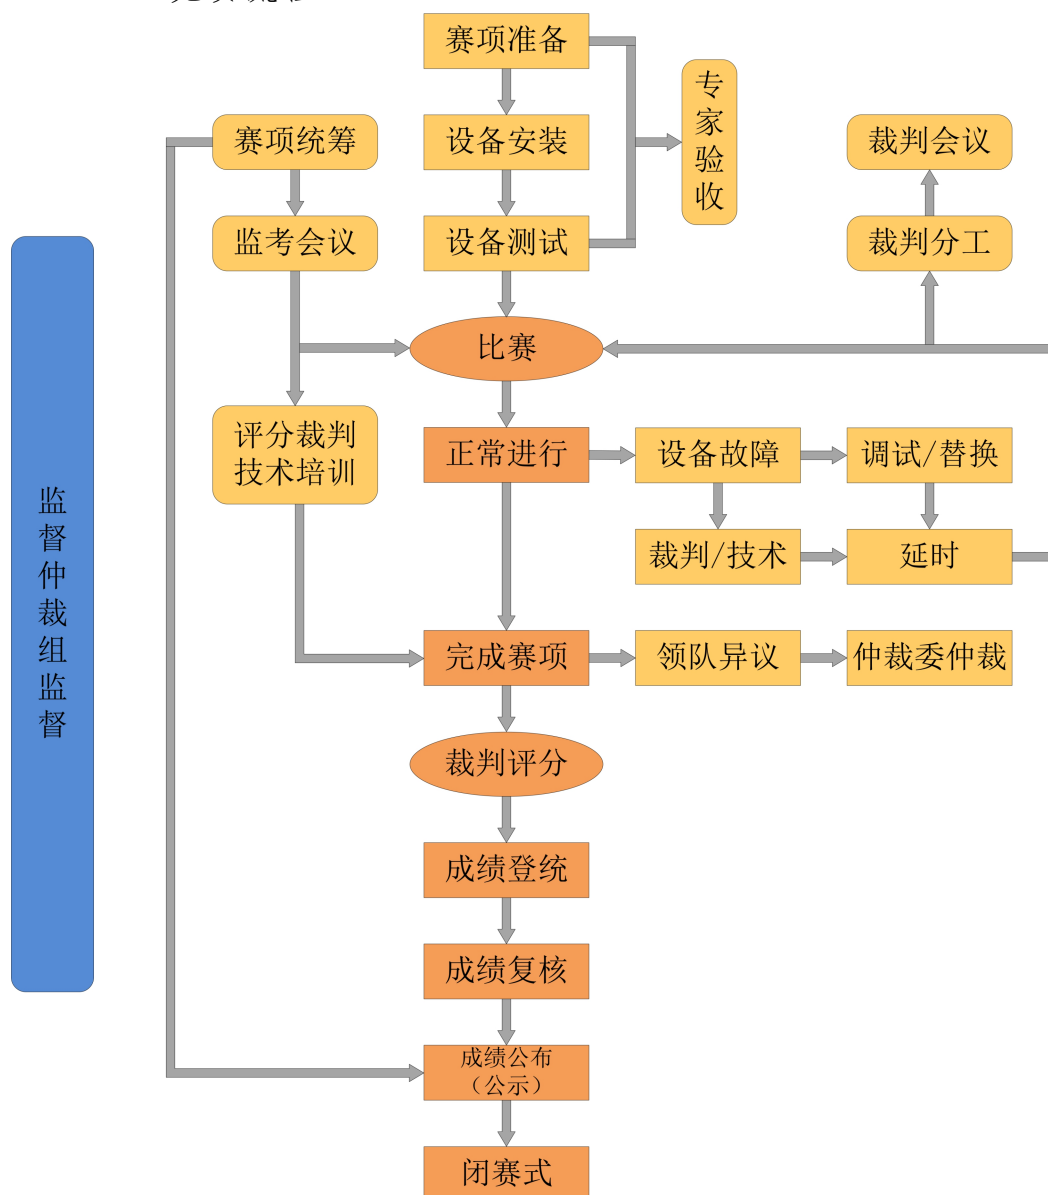 赛项准备
专家验收
赛项统筹
设备安装
裁判会议
监考会议
设备测试
裁判分工
比赛
评分裁判
技术培训
正常进行
设备故障
调试/替换
监督仲裁组监督
裁判/技术
延时
完成赛项
领队异议
仲裁委仲裁
裁判评分
成绩登统
成绩复核
成绩公布
（公示）
闭赛式